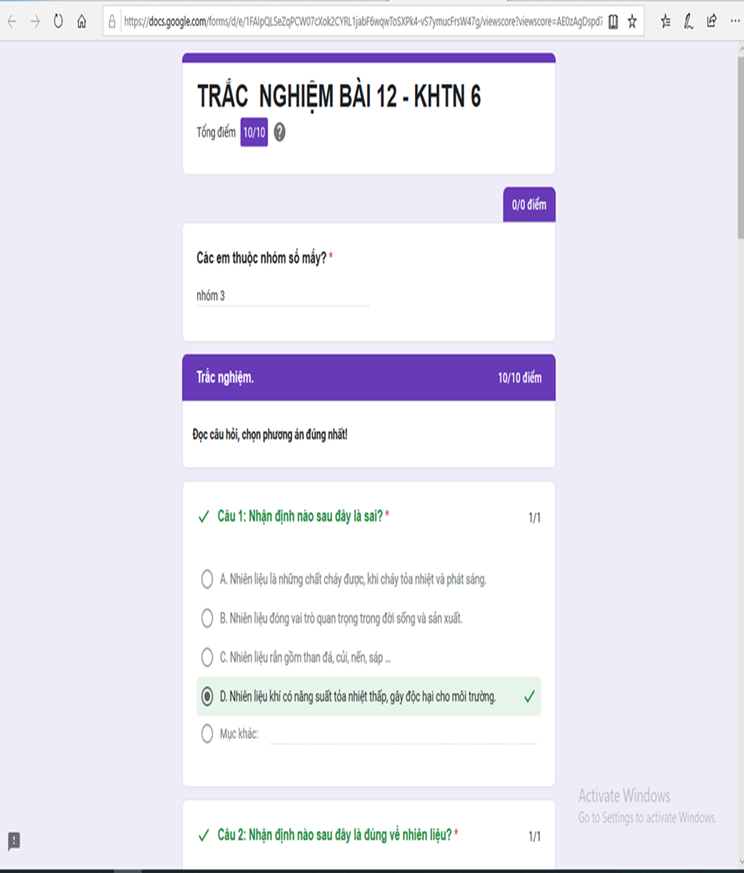 https://docs.google.com/forms/d/e/1FAIpQLSeZqPCW07cXok2CYRL1jabF6wqwToSXPk4-vS7ymucFrsW47g/viewscore?viewscore=AE0zAgDspd7
TRẮC NGHIỆM BÀI 12 - KHTN 6
Tổng điểm 10/10 ?
0/0 điểm
Các em thuộc nhóm số mấy? *
nhóm 3
Trắc nghiệm. 10/10 điểm
Đọc câu hỏi, chọn phương án đúng nhất!
Câu 1: Nhận định nào sau đây là sai? * 1/1
A. Nhiên liệu là những chất cháy được, khi cháy tỏa nhiệt và phát sáng.
B. Nhiên liệu đóng vai trò quan trọng trong đời sống và sản xuất.
C. Nhiên liệu rắn gồm than đá, củi, nến, sáp ...
D. Nhiên liệu khí có năng suất tỏa nhiệt thấp, gây độc hại cho môi trường.
Mục khác:
Activate Windows
Go to Settings to activate Windows.
Câu 2: Nhận định nào sau đây là đúng về nhiên liệu? * 1/1